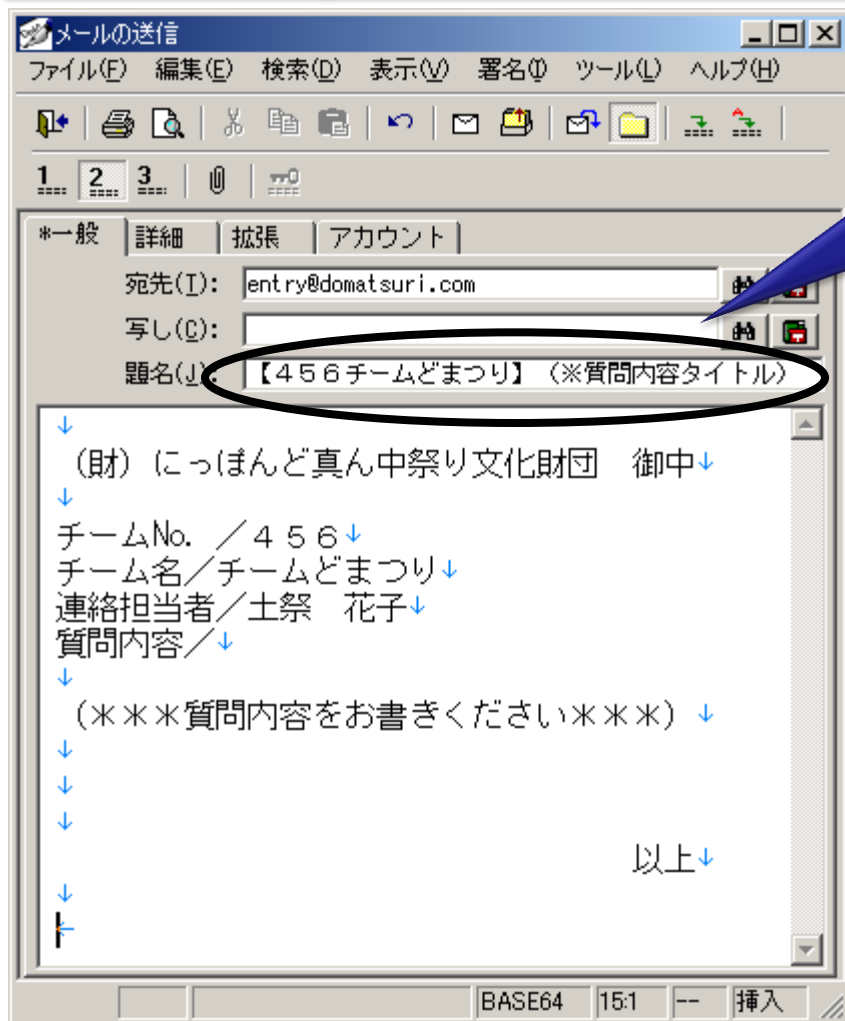 メールの送信
ファイル(F) 編集(E) 検索(D) 表示(V) 署名(I) ツール(L) ヘルプ(H)
1 2 3
*一般 詳細 拡張 アカウント
宛先(T): entry@domatsuri.com
写し(C):
題名(J): 【456チームどまつり】(※質問内容タイトル)
↓
(財)にっぽんど真ん中祭り文化財団 御中↓
↓
チームNo. /456↓
チーム名/チームどまつり↓
連絡担当者/土祭 花子↓
質問内容/↓
↓
(***質問内容をお書きください***)↓
↓
↓
↓
以上↓
↓
←
BASE64 15:1 -- 挿入